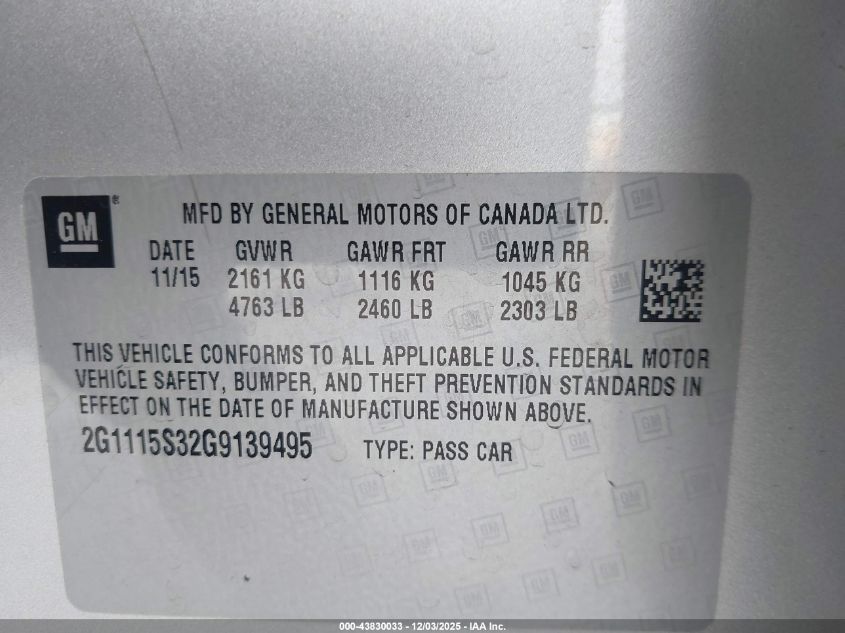 GM®
MFD BY GENERAL MOTORS OF CANADA LTD.
DATE GVWR GAWR FRT GAWR RR
11/15 2161 KG 1116 KG 1045 KG
4763 LB 2460 LB 2303 LB
THIS VEHICLE CONFORMS TO ALL APPLICABLE U.S. FEDERAL MOTOR
VEHICLE SAFETY, BUMPER, AND THEFT PREVENTION STANDARDS IN
EFFECT ON THE DATE OF MANUFACTURE SHOWN ABOVE.
2G1115S32G9139495 TYPE: PASS CAR
000-43830033 - 12/03/2025 - IAA Inc.